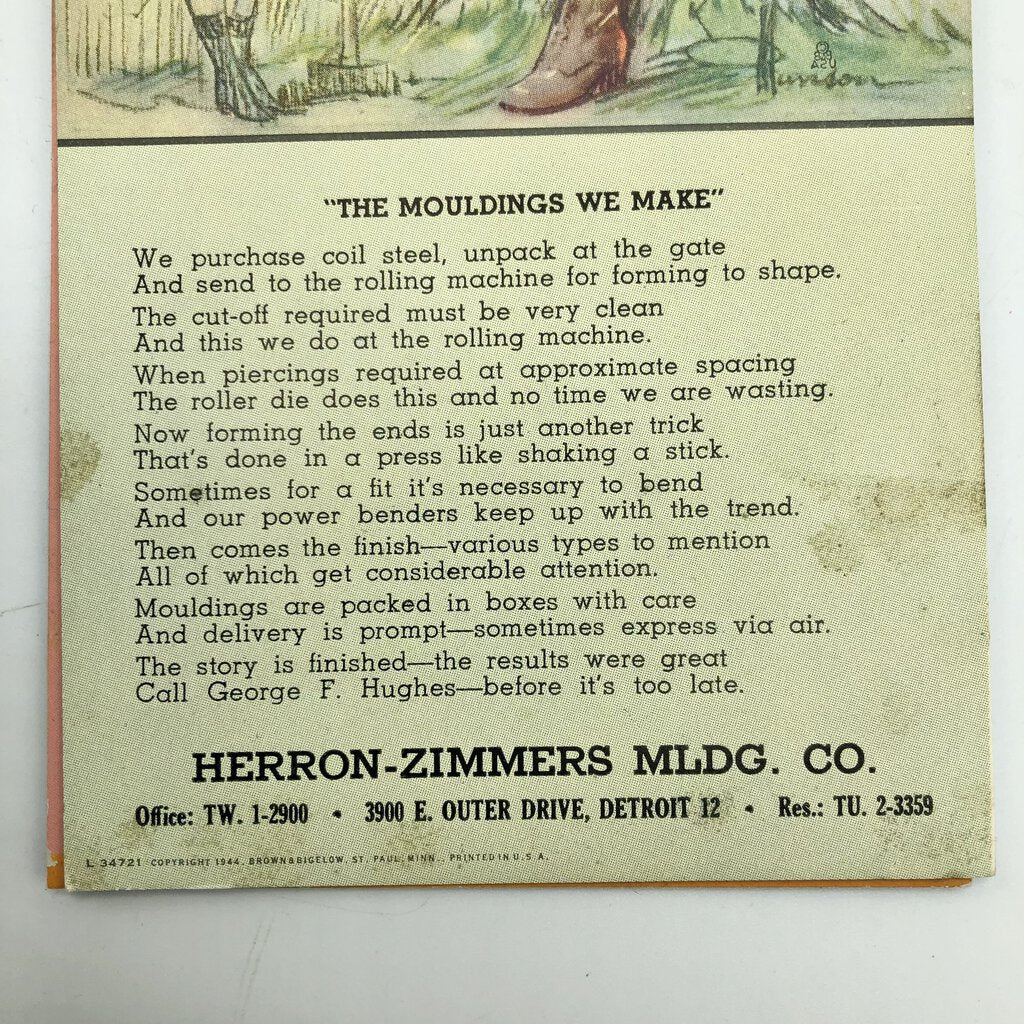 Munson
"THE MOULDINGS WE MAKE"
We purchase coil steel, unpack at the gate
And send to the rolling machine for forming to shape.
The cut-off required must be very clean
And this we do at the rolling machine.
When piercings required at approximate spacing
The roller die does this and no time we are wasting.
Now forming the ends is just another trick
That's done in a press like shaking a stick.
Sometimes for a fit it's necessary to bend
And our power benders keep up with the trend.
Then comes the finish—various types to mention
All of which get considerable attention.
Mouldings are packed in boxes with care
And delivery is prompt—sometimes express via air.
The story is finished—the results were great
Call George F. Hughes—before it's too late.
HERRON-ZIMMERS MLDG. CO.
Office: TW. 1-2900 • 3900 E. OUTER DRIVE, DETROIT 12 • Res.: TU. 2-3359
L 34721 COPYRIGHT 1944, BROWN & BIGELOW, ST. PAUL, MINN., PRINTED IN U.S.A.